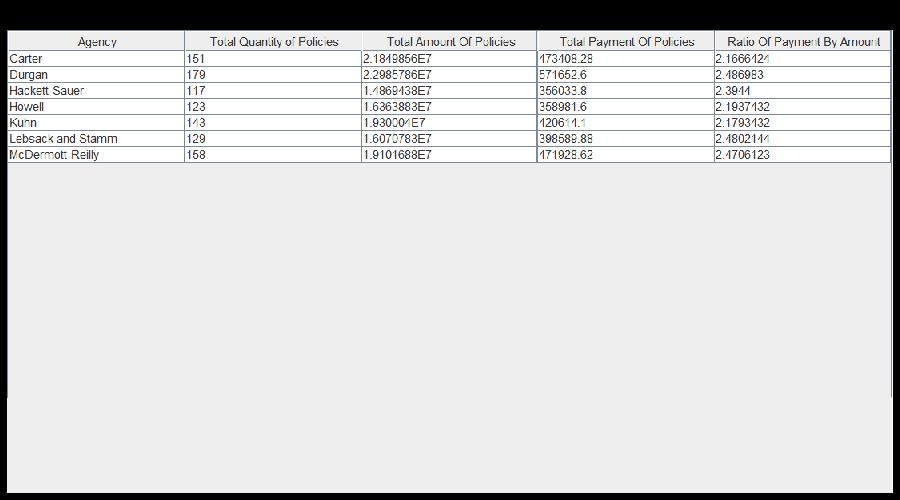 Agency Total Quantity of Policies Total Amount Of Policies Total Payment Of Policies Ratio Of Payment By Amount
Carter 151 2.1849856E7 473408.28 2.1666424
Durgan 179 2.2985786E7 571652.6 2.486983
Hackett-Sauer 117 1.4869438E7 356033.8 2.3944
Howell 123 1.6363883E7 358981.6 2.1937432
Kuhn 143 1.930004E7 420614.1 2.1793432
Lebsack and Stamm 129 1.6070783E7 398589.88 2.4802144
McDermott-Reilly 158 1.9101688E7 471928.62 2.4706123